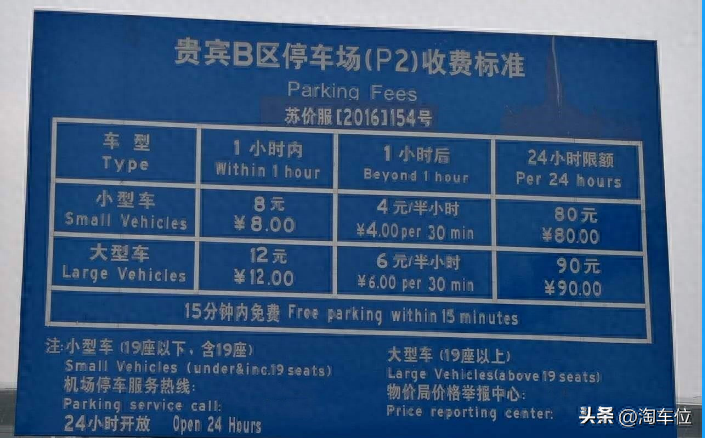 贵宾B区停车场(P2)收费标准
Parking Fees
苏价服[2016]154号
车型 1小时内 1小时后 24小时限额
Type Within 1 hour Beyond 1 hour Per 24 hours
小型车 8元 4元/半小时 80元
Small Vehicles ¥8.00 ¥4.00 per 30 min ¥80.00
大型车 12元 6元/半小时 90元
Large Vehicles ¥12.00 ¥6.00 per 30 min ¥90.00
15分钟内免费 Free parking within 15 minutes
注:小型车(19座以下,含19座) 大型车(19座以上)
Small Vehicles (under&inc.19 seats) Large Vehicles(above 19 seats)
机场停车服务热线: 物价局价格举报中心:
Parking service call: Price reporting center:
24小时开放 Open 24 Hours
头条 @淘车位